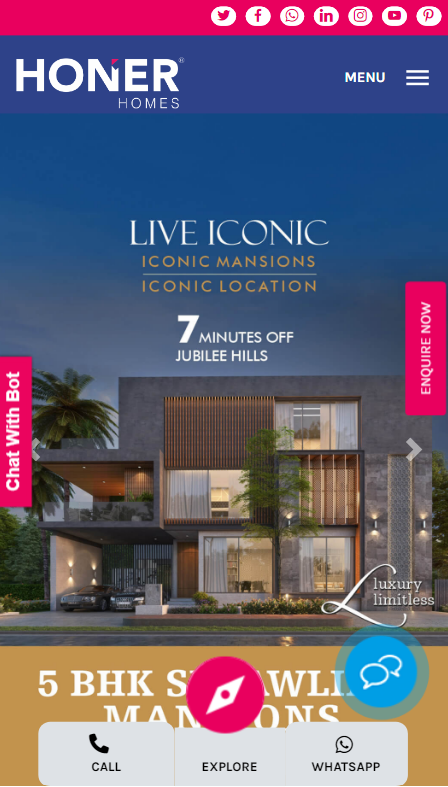 HONER®
HOMES
MENU
LIVE ICONIC
ICONIC MANSIONS
ICONIC LOCATION
7 MINUTES OFF
JUBILEE HILLS
ENQUIRE NOW
Chat With Bot
Luxury
limitless
5 BHK
CALL
EXPLORE
WHATSAPP